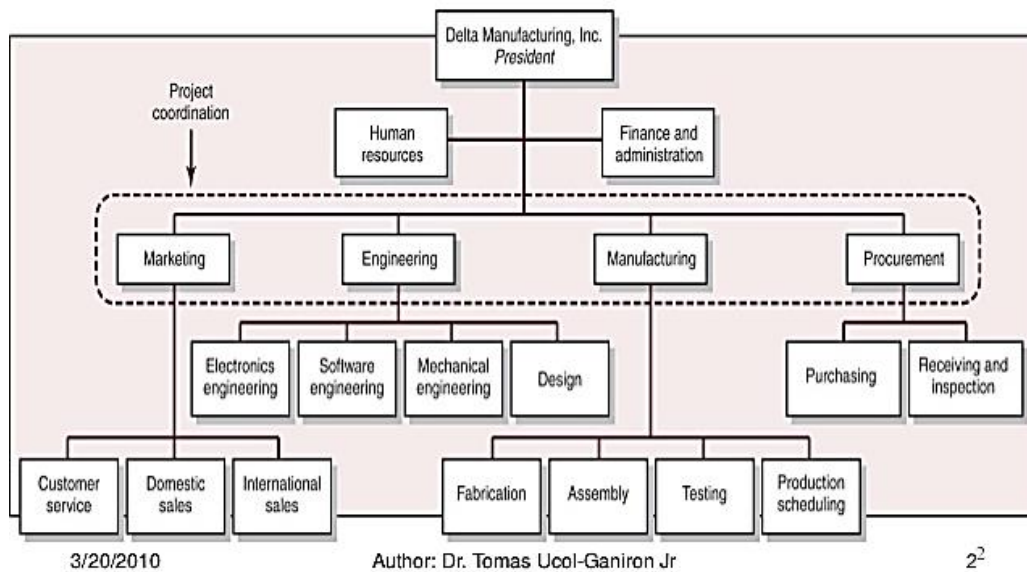 Delta Manufacturing, Inc.
President
Project
coordination
Human
resources
Finance and
administration
Marketing
Engineering
Manufacturing
Procurement
Electronics
engineering
Software
engineering
Mechanical
engineering
Design
Purchasing
Receiving and
inspection
Customer
service
Domestic
sales
International
sales
Fabrication
Assembly
Testing
Production
scheduling
3/20/2010
Author: Dr. Tomas Ucol-Ganiron Jr
2²